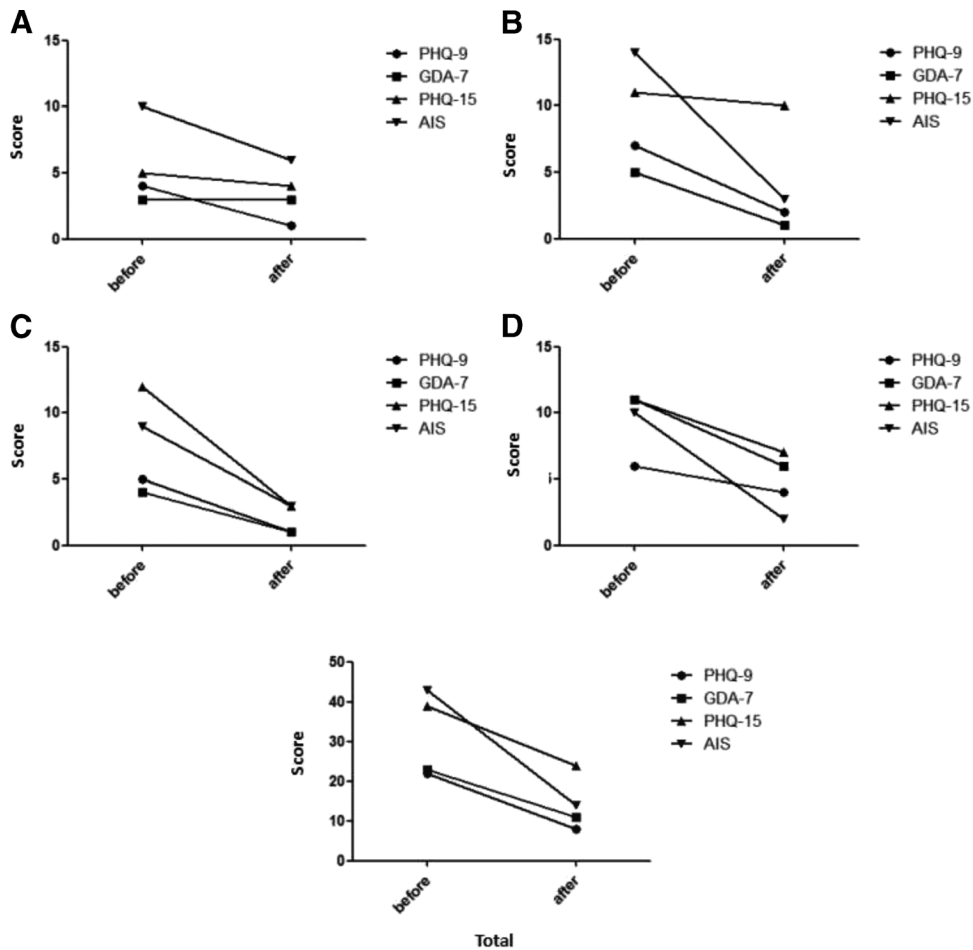 A
15
10
5
0
Score
before
after
PHQ-9
GDA-7
PHQ-15
AIS
B
15
10
5
0
Score
before
after
PHQ-9
GDA-7
PHQ-15
AIS
C
15
10
5
0
Score
before
after
PHQ-9
GDA-7
PHQ-15
AIS
D
15
10
5
0
Score
before
after
PHQ-9
GDA-7
PHQ-15
AIS
50
40
30
20
10
0
Score
before
after
PHQ-9
GDA-7
PHQ-15
AIS
Total